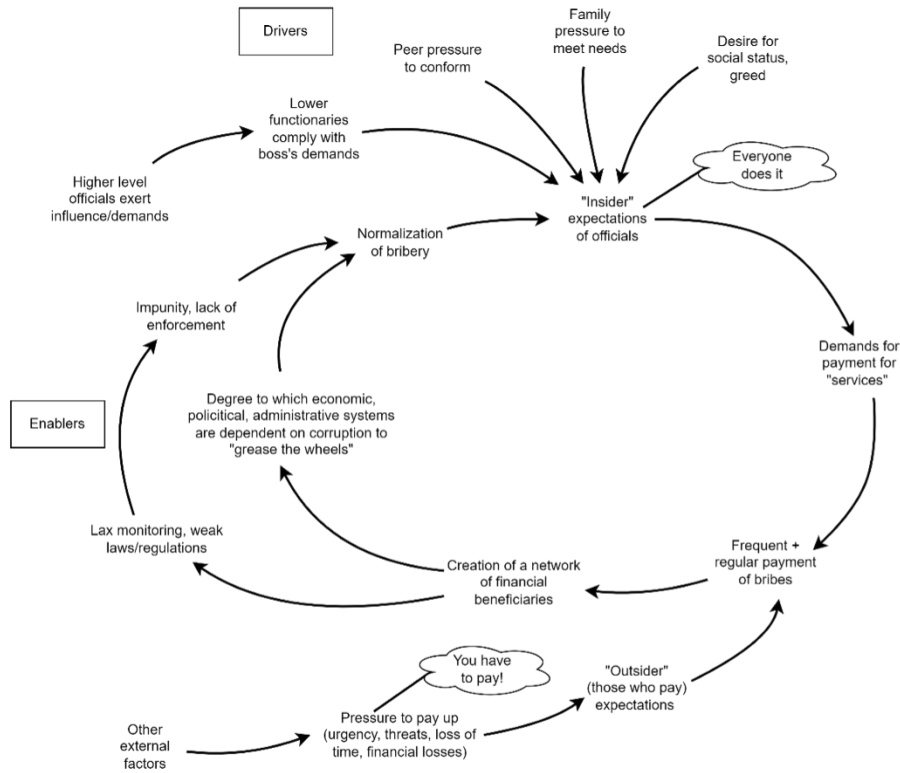 Drivers
Family
pressure to
meet needs
Peer pressure
to conform
Desire for
social status,
greed
Lower
functionaries
comply with
boss's demands
Everyone
does it
Higher level
officials exert
influence/demands
"Insider"
expectations
of officials
Normalization
of bribery
Impunity, lack of
enforcement
Demands for
payment for
"services"
Enablers
Degree to which economic,
policitical, administrative systems
are dependent on corruption to
"grease the wheels"
Lax monitoring, weak
laws/regulations
Frequent +
regular payment
of bribes
Creation of a network
of financial
beneficiaries
You have
to pay!
"Outsider"
(those who pay)
expectations
Pressure to pay up
(urgency, threats, loss of
time, financial losses)
Other
external
factors